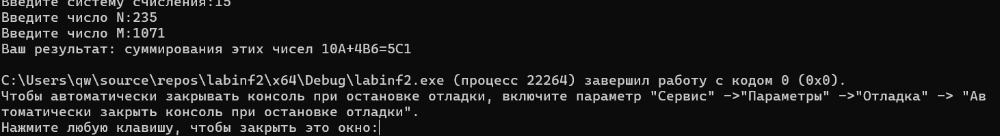 Введите систему счисления:15
Введите число N:235
Введите число M:1071
Ваш результат: суммирования этих чисел 10A+4B6=5C1

C:\Users\qw\source\repos\labinf2\x64\Debug\labinf2.exe (процесс 22264) завершил работу с кодом 0 (0x0).
Чтобы автоматически закрывать консоль при остановке отладки, включите параметр "Сервис" ->"Параметры" ->"Отладка" -> "Ав
томатически закрыть консоль при остановке отладки".
Нажмите любую клавишу, чтобы закрыть это окно: